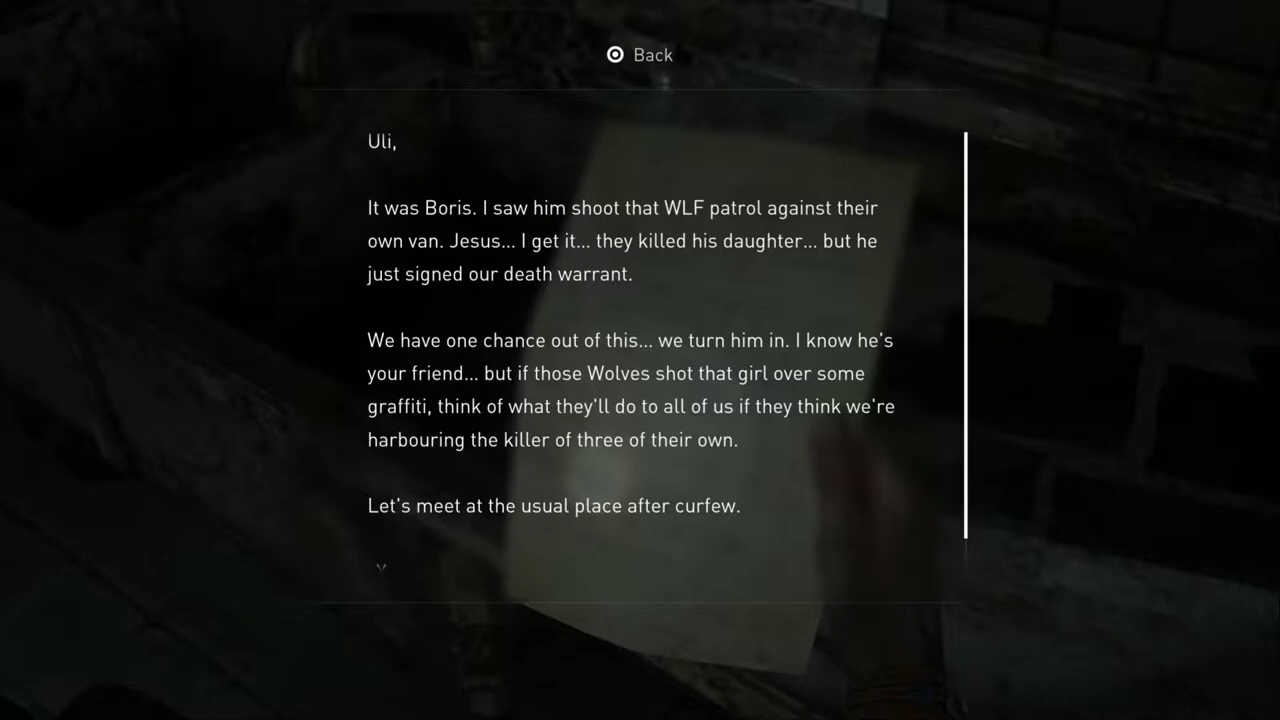 Back
Uli,
It was Boris. I saw him shoot that WLF patrol against their
own van. Jesus... I get it... they killed his daughter... but he
just signed our death warrant.
We have one chance out of this... we turn him in. I know he's
your friend... but if those Wolves shot that girl over some
graffiti, think of what they'll do to all of us if they think we're
harbouring the killer of three of their own.
Let's meet at the usual place after curfew.